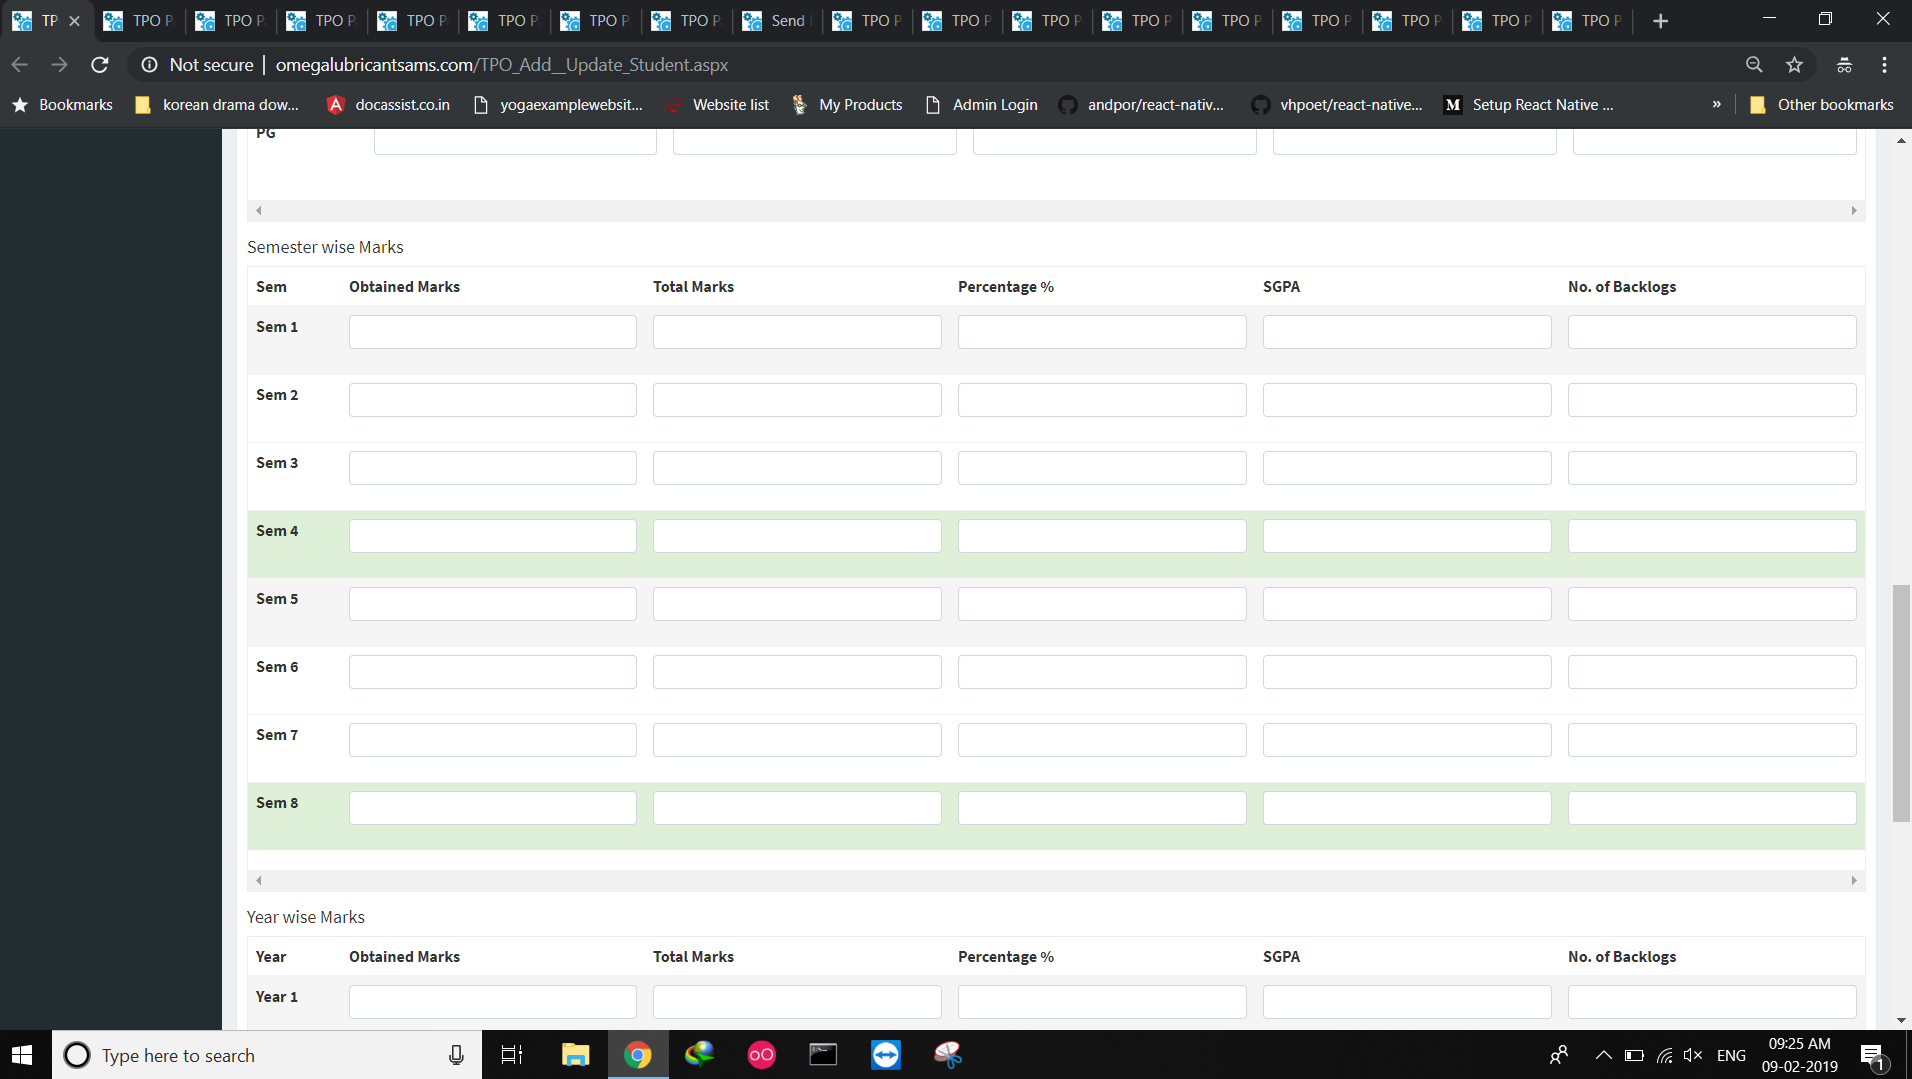 TP TPO P TPO P TPO P TPO P TPO P TPO P TPO P Send TPO P TPO P TPO P TPO P TPO P TPO P TPO P TPO P TPO P
Not secure | omegalubricantsams.com/TPO_Add__Update_Student.aspx
Bookmarks korean drama dow... docassist.co.in yogaexamplewebsit... Website list My Products Admin Login andpor/react-nativ... vhpoet/react-native... Setup React Native ... » Other bookmarks
PG
Semester wise Marks
Sem Obtained Marks Total Marks Percentage % SGPA No. of Backlogs
Sem 1
Sem 2
Sem 3
Sem 4
Sem 5
Sem 6
Sem 7
Sem 8
Year wise Marks
Year Obtained Marks Total Marks Percentage % SGPA No. of Backlogs
Year 1
Type here to search
ENG
09:25 AM
09-02-2019
1